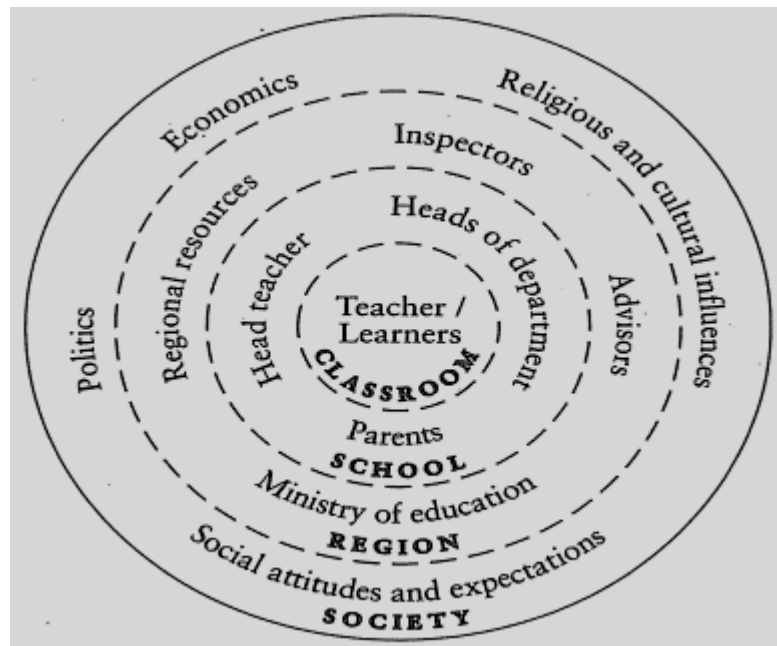 Economics
Religious and cultural influences
Politics
Social attitudes and expectations
SOCIETY
Inspectors
Regional resources
Advisors
Ministry of education
REGION
Heads of department
Head teacher
Parents
SCHOOL
Teacher /
Learners
CLASSROOM